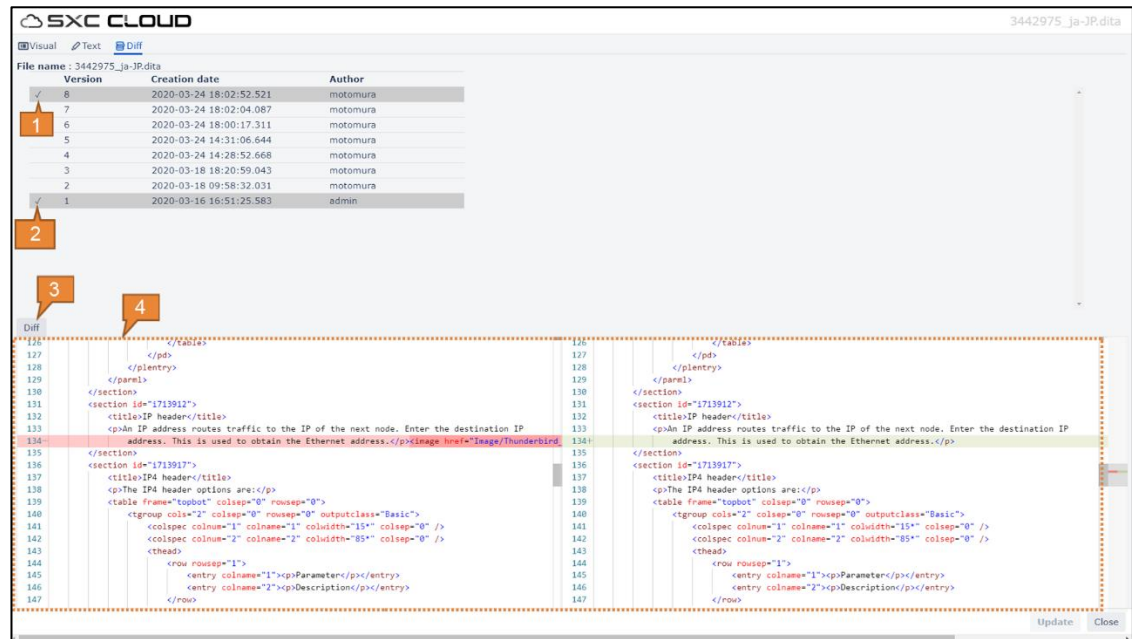 SXC CLOUD
3442975_ja-JP.dita
Visual Text Diff
File name : 3442975_ja-JP.dita
Version Creation date Author
✓ 8 2020-03-24 18:02:52.521 motomura
7 2020-03-24 18:02:04.087 motomura
1
6 2020-03-24 18:00:17.311 motomura
5 2020-03-24 14:31:06.644 motomura
4 2020-03-24 14:28:52.668 motomura
3 2020-03-18 18:20:59.043 motomura
2 2020-03-18 09:58:32.031 motomura
✓ 1 2020-03-16 16:51:25.583 admin
2
3
4
Diff
126 </table>
127 </pd>
128 </plentry>
129 </parml>
130 </section>
131 <section id="1713912">
132 <title>IP header</title>
133 <p>An IP address routes traffic to the IP of the next node. Enter the destination IP
134- address. This is used to obtain the Ethernet address.</p><image href="Image/Thunderbird_
135 </section>
136 <section id="1713917">
137 <title>IP4 header</title>
138 <p>The IP4 header options are:</p>
139 <table frame="topbot" colsep="0" rowsep="0">
140 <tgroup cols="2" colsep="0" rowsep="0" outputclass="Basic">
141 <colspec colnum="1" colname="1" colwidth="15*" colsep="0" />
142 <colspec colnum="2" colname="2" colwidth="85*" colsep="0" />
143 <thead>
144 <row rowsep="1">
145 <entry colname="1"><p>Parameter</p></entry>
146 <entry colname="2"><p>Description</p></entry>
147 </row>
126 </table>
127 </pd>
128 </plentry>
129 </parml>
130 </section>
131 <section id="1713912">
132 <title>IP header</title>
133 <p>An IP address routes traffic to the IP of the next node. Enter the destination IP
134+ address. This is used to obtain the Ethernet address.</p>
135 </section>
136 <section id="1713917">
137 <title>IP4 header</title>
138 <p>The IP4 header options are:</p>
139 <table frame="topbot" colsep="0" rowsep="0">
140 <tgroup cols="2" colsep="0" rowsep="0" outputclass="Basic">
141 <colspec colnum="1" colname="1" colwidth="15*" colsep="0" />
142 <colspec colnum="2" colname="2" colwidth="85*" colsep="0" />
143 <thead>
144 <row rowsep="1">
145 <entry colname="1"><p>Parameter</p></entry>
146 <entry colname="2"><p>Description</p></entry>
147 </row>
Update Close